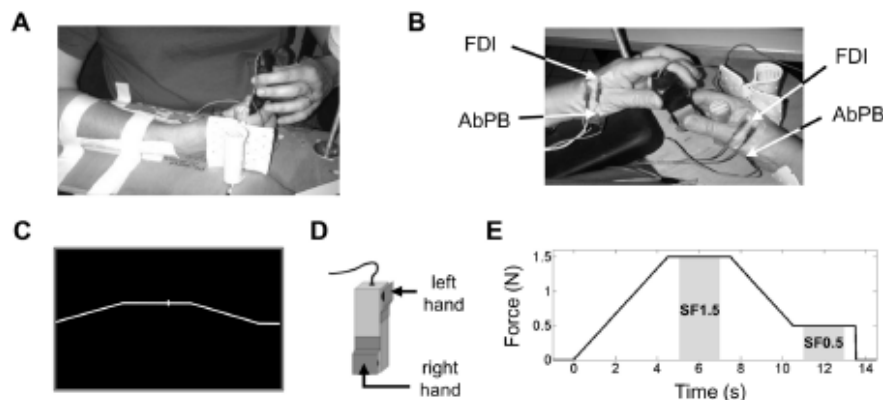 A
B
FDI
AbPB
FDI
AbPB
C
D
left
hand
right
hand
E
Force (N)
1.5
1
0.5
0
SF1.5
SF0.5
0
2
4
6
8
10
12
14
Time (s)